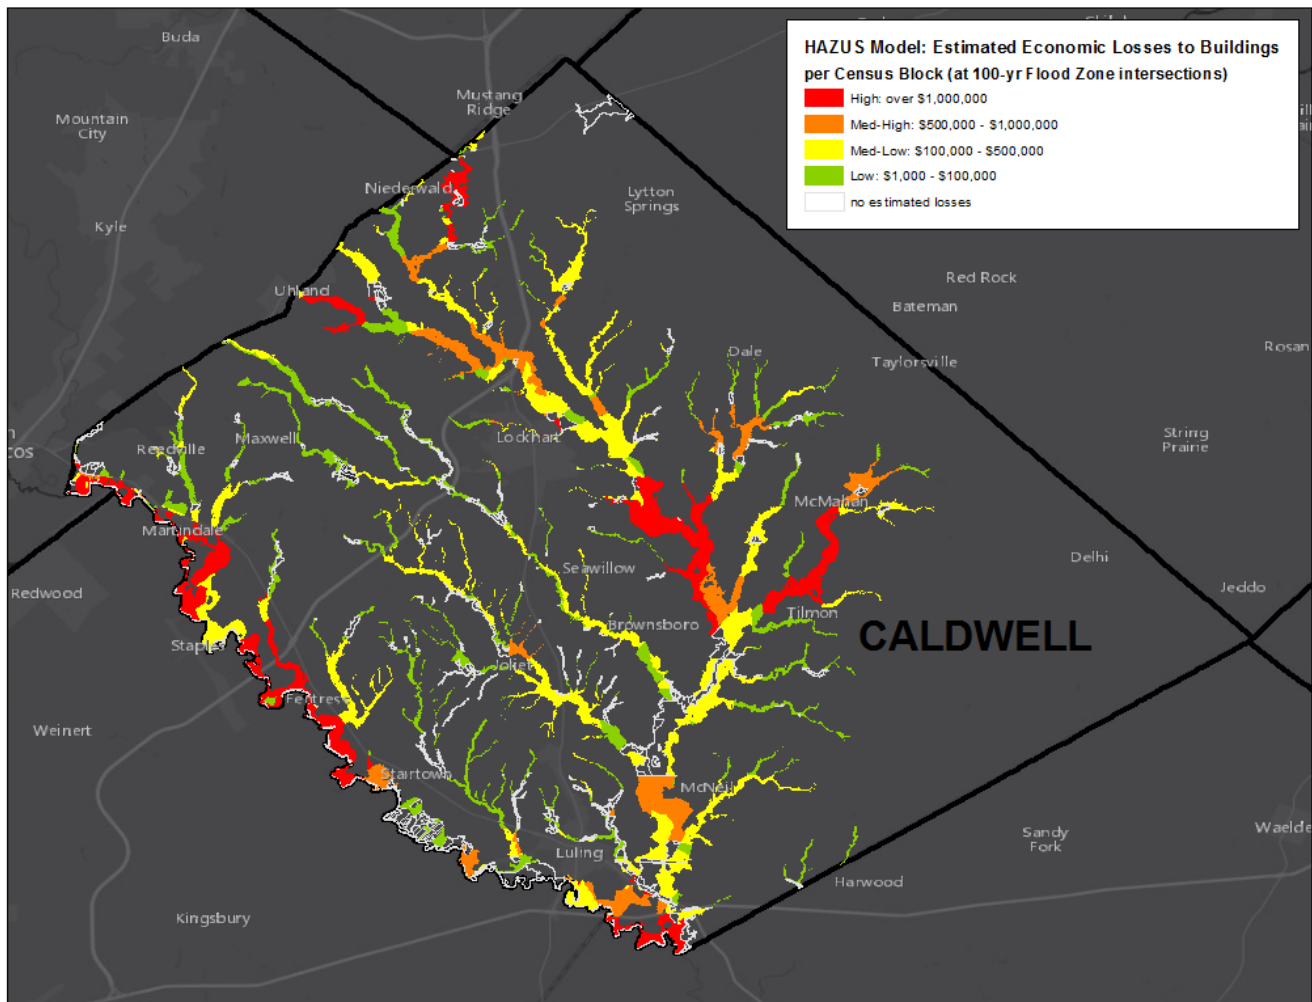 HAZUS Model: Estimated Economic Losses to Buildings
per Census Block (at 100-yr Flood Zone intersections)
High: over $1,000,000
Med-High: $500,000 - $1,000,000
Med-Low: $100,000 - $500,000
Low: $1,000 - $100,000
no estimated losses
Buda
Mustang
Ridge
Mountain
City
Niederwald
Lytton
Springs
Kyle
Red Rock
Uhland
Bateman
Rosan
Dale
Taylorsville
Lockhart
Maxwell
Reedville
cos
String
Prairie
McMahan
Martindale
Delhi
Seawillow
Jeddo
Redwood
Tilmon
Brownsboro
CALDWELL
Staples
Joliet
Fentress
Weinert
Stairtown
McNeil
Sandy
Fork
Waelde
Luling
Harwood
Kingsbury